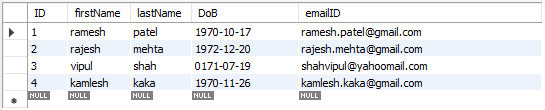 ID firstName lastName DoB emailID
1 ramesh patel 1970-10-17 ramesh.patel@gmail.com
2 rajesh mehta 1972-12-20 rajesh.mehta@gmail.com
3 vipul shah 0171-07-19 shahvipul@yahoomail.com
4 kamlesh kaka 1970-11-26 kamlesh.kaka@gmail.com
NULL NULL NULL NULL NULL